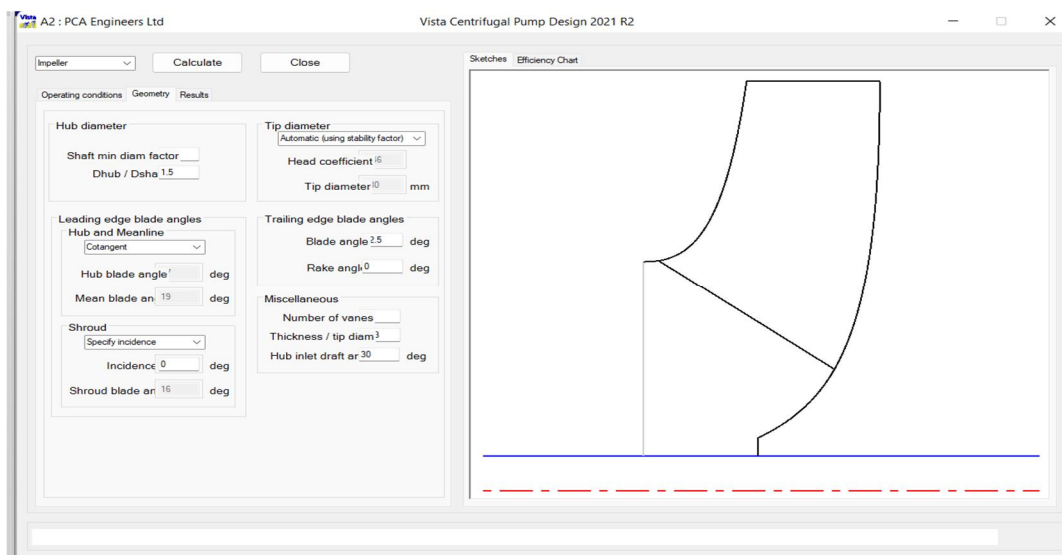 Vista
A2 : PCA Engineers Ltd
Vista Centrifugal Pump Design 2021 R2
Impeller
Calculate
Close
Sketches
Efficiency Chart
Operating conditions
Geometry
Results
Hub diameter
Shaft min diam factor
Dhub / Dsha 1.5
Tip diameter
Automatic (using stability factor)
Head coefficient
Tip diameter mm
Leading edge blade angles
Hub and Meanline
Cotangent
Hub blade angle deg
Mean blade an 19 deg
Shroud
Specify incidence
Incidence 0 deg
Shroud blade an 16 deg
Trailing edge blade angles
Blade angle 2.5 deg
Rake angl 0 deg
Miscellaneous
Number of vanes
Thickness / tip diam 3
Hub inlet draft ar 30 deg